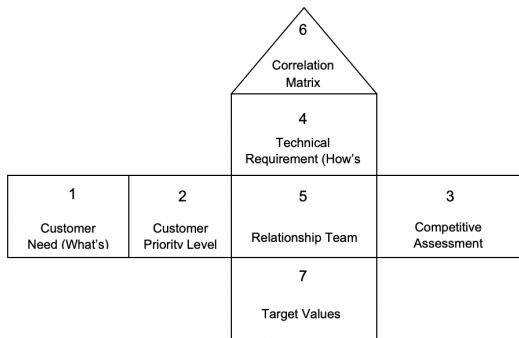 6
Correlation
Matrix
4
Technical
Requirement (How's
1
2
5
3
Customer
Need (What's)
Customer
Priority Level
Relationship Team
Competitive
Assessment
7
Target Values